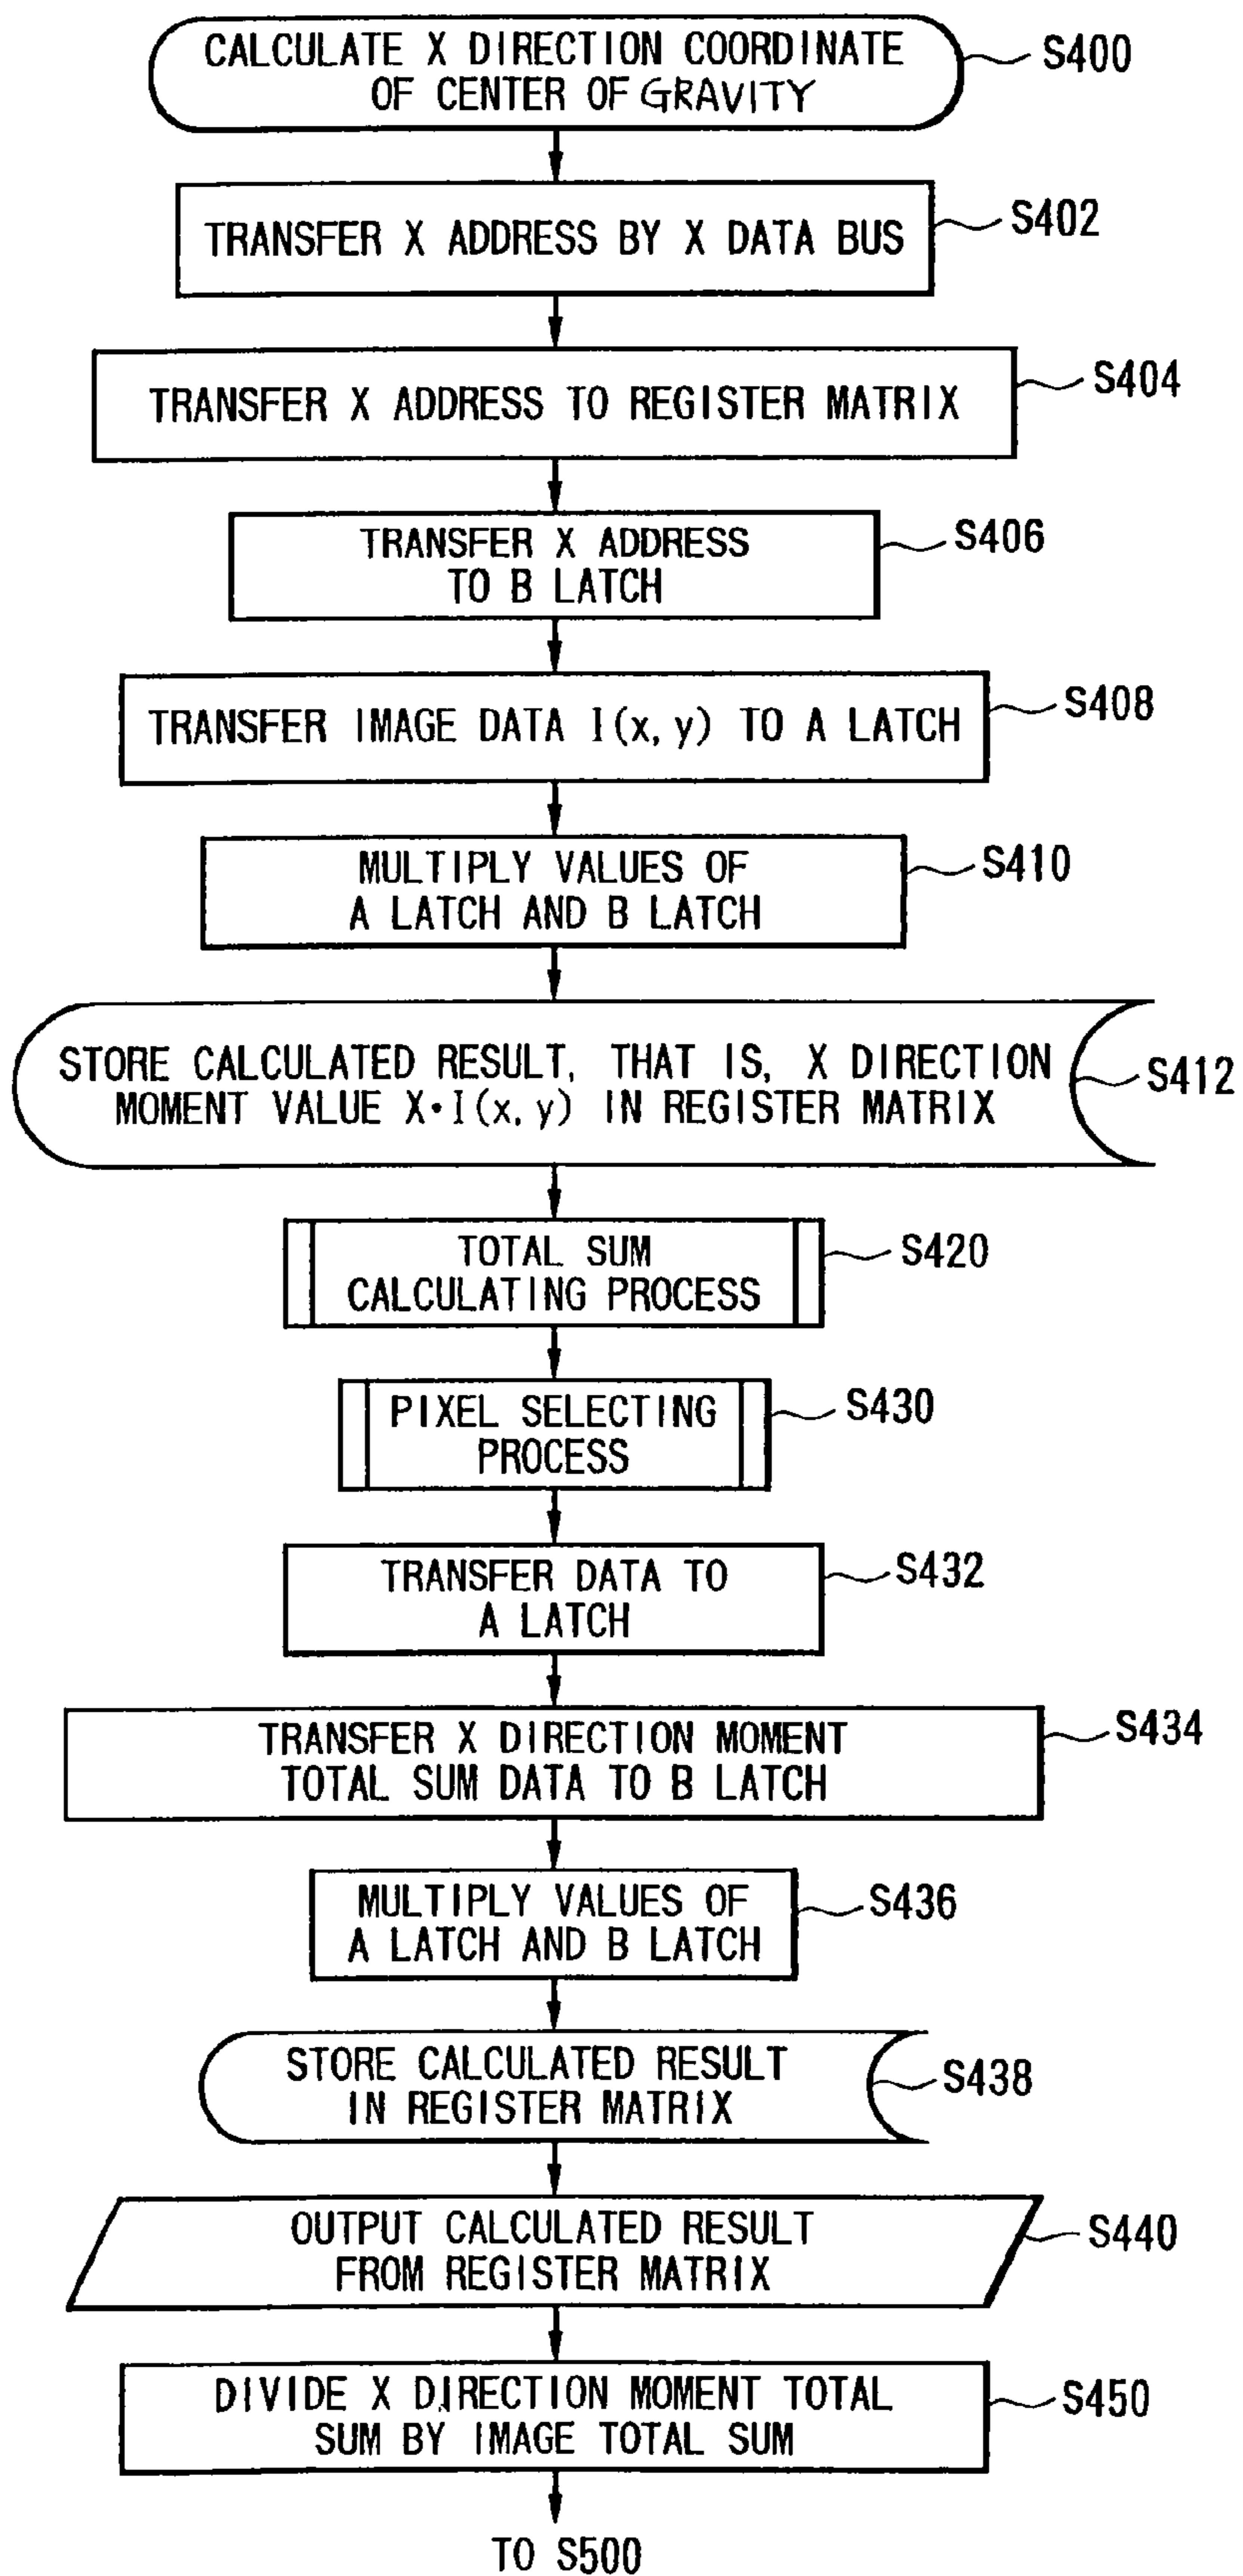 CALCULATE X DIRECTION COORDINATE
OF CENTER OF GRAVITY
S400
TRANSFER X ADDRESS BY X DATA BUS
S402
TRANSFER X ADDRESS TO REGISTER MATRIX
S404
TRANSFER X ADDRESS
TO B LATCH
S406
TRANSFER IMAGE DATA I(x, y) TO A LATCH
S408
MULTIPLY VALUES OF
A LATCH AND B LATCH
S410
STORE CALCULATED RESULT, THAT IS, X DIRECTION
MOMENT VALUE X·I(x, y) IN REGISTER MATRIX
S412
TOTAL SUM
CALCULATING PROCESS
S420
PIXEL SELECTING
PROCESS
S430
TRANSFER DATA TO
A LATCH
S432
TRANSFER X DIRECTION MOMENT
TOTAL SUM DATA TO B LATCH
S434
MULTIPLY VALUES OF
A LATCH AND B LATCH
S436
STORE CALCULATED RESULT
IN REGISTER MATRIX
S438
OUTPUT CALCULATED RESULT
FROM REGISTER MATRIX
S440
DIVIDE X DIRECTION MOMENT TOTAL
SUM BY IMAGE TOTAL SUM
S450
TO S500